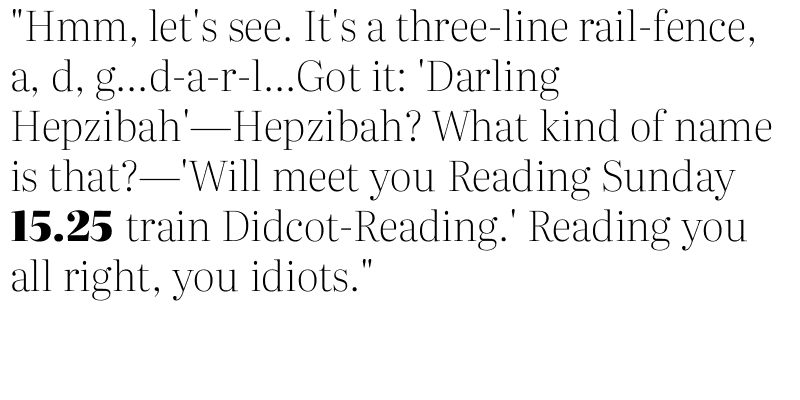 "Hmm, let's see. It's a three-line rail-fence,
a, d, g...d-a-r-l...Got it: 'Darling
Hepzibah'—Hepzibah? What kind of name
is that?—'Will meet you Reading Sunday
15.25 train Didcot-Reading.' Reading you
all right, you idiots."